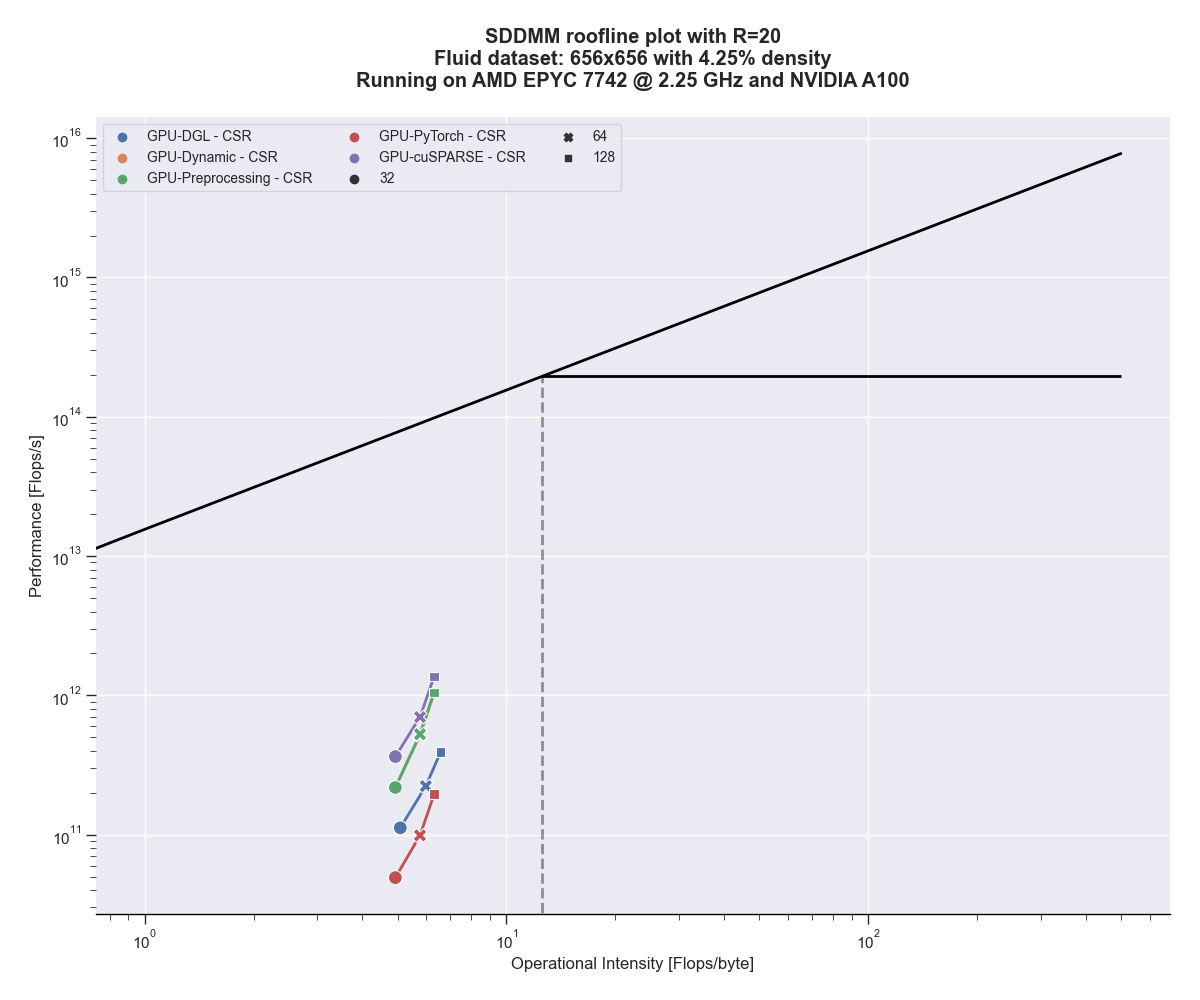 SDDMM roofline plot with R=20
Fluid dataset: 656x656 with 4.25% density
Running on AMD EPYC 7742 @ 2.25 GHz and NVIDIA A100
GPU-DGL - CSR
GPU-Dynamic - CSR
GPU-Preprocessing - CSR
GPU-PyTorch - CSR
GPU-cuSPARSE - CSR
32
64
128
Performance [Flops/s]
10^16
10^15
10^14
10^13
10^12
10^11
10^0
10^1
10^2
Operational Intensity [Flops/byte]